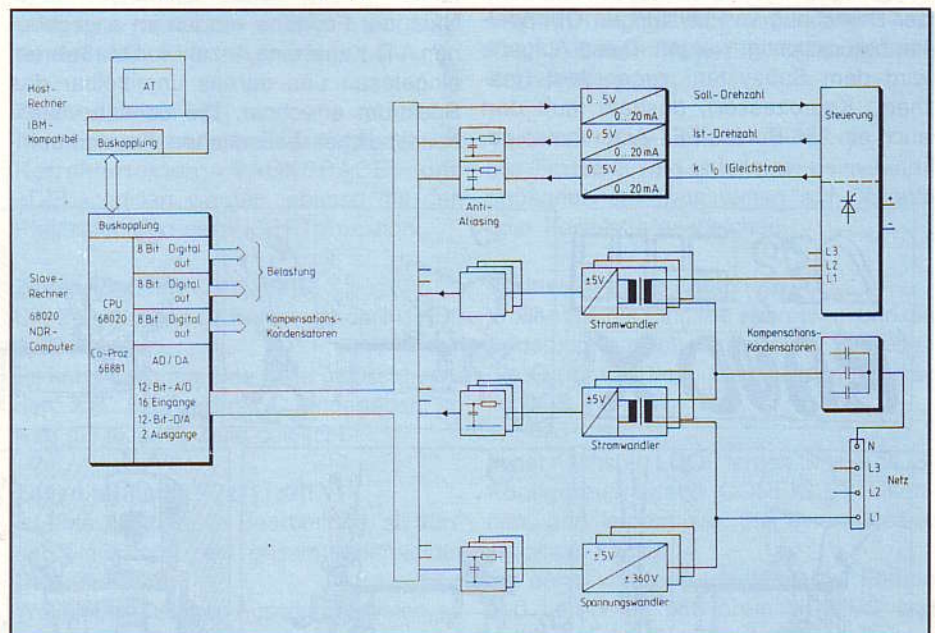 Host-
Rechner
IBM-
Kompatibel
AT
Buskopplung
Buskopplung
Slave-
Rechner
68020
NDR-
Computer
CPU
68020
Co-Proz.
68881
8 Bit Digital
out
8 Bit Digital
out
8 Bit Digital
out
AD / DA
12-Bit-A/D
16 Eingänge
12-Bit-D/A
2 Ausgänge
Belastung
Kompensations-
Kondensatoren
Anti-
Aliasing
0...5V
0...20mA
0...5V
0...20mA
0...5V
0...20mA
Soll-Drehzahl
Ist-Drehzahl
k·I₀ (Gleichstrom
Steuerung
+
-
L3
L2
L1
±5V
Stromwandler
±5V
Stromwandler
Kompensations-
Kondensatoren
N
L3
L2
L1
Netz
±5V
±360V
Spannungswandler